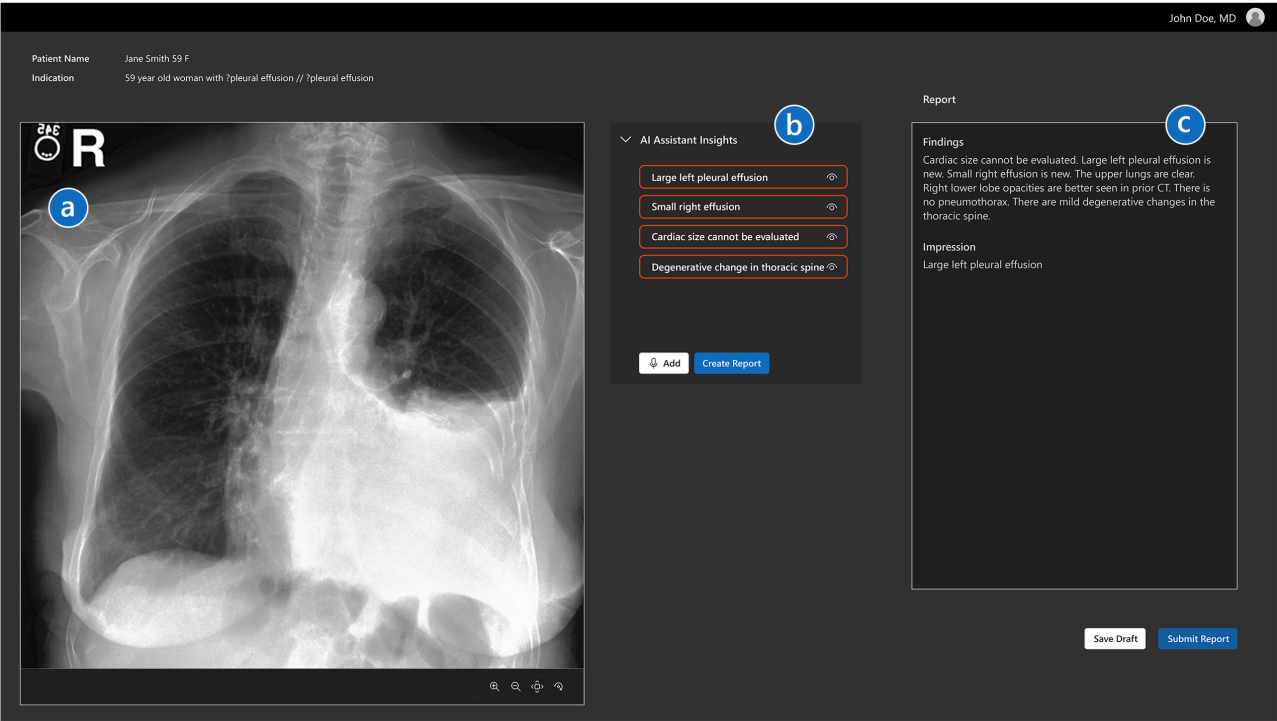 John Doe, MD
Patient Name Jane Smith 59 F
Indication 59 year old woman with ?pleural effusion // ?pleural effusion
345
R
a
b
AI Assistant Insights
Large left pleural effusion
Small right effusion
Cardiac size cannot be evaluated
Degenerative change in thoracic spine
Add Create Report
Report
c
Findings
Cardiac size cannot be evaluated. Large left pleural effusion is
new. Small right effusion is new. The upper lungs are clear.
Right lower lobe opacities are better seen in prior CT. There is
no pneumothorax. There are mild degenerative changes in the
thoracic spine.
Impression
Large left pleural effusion
Save Draft Submit Report